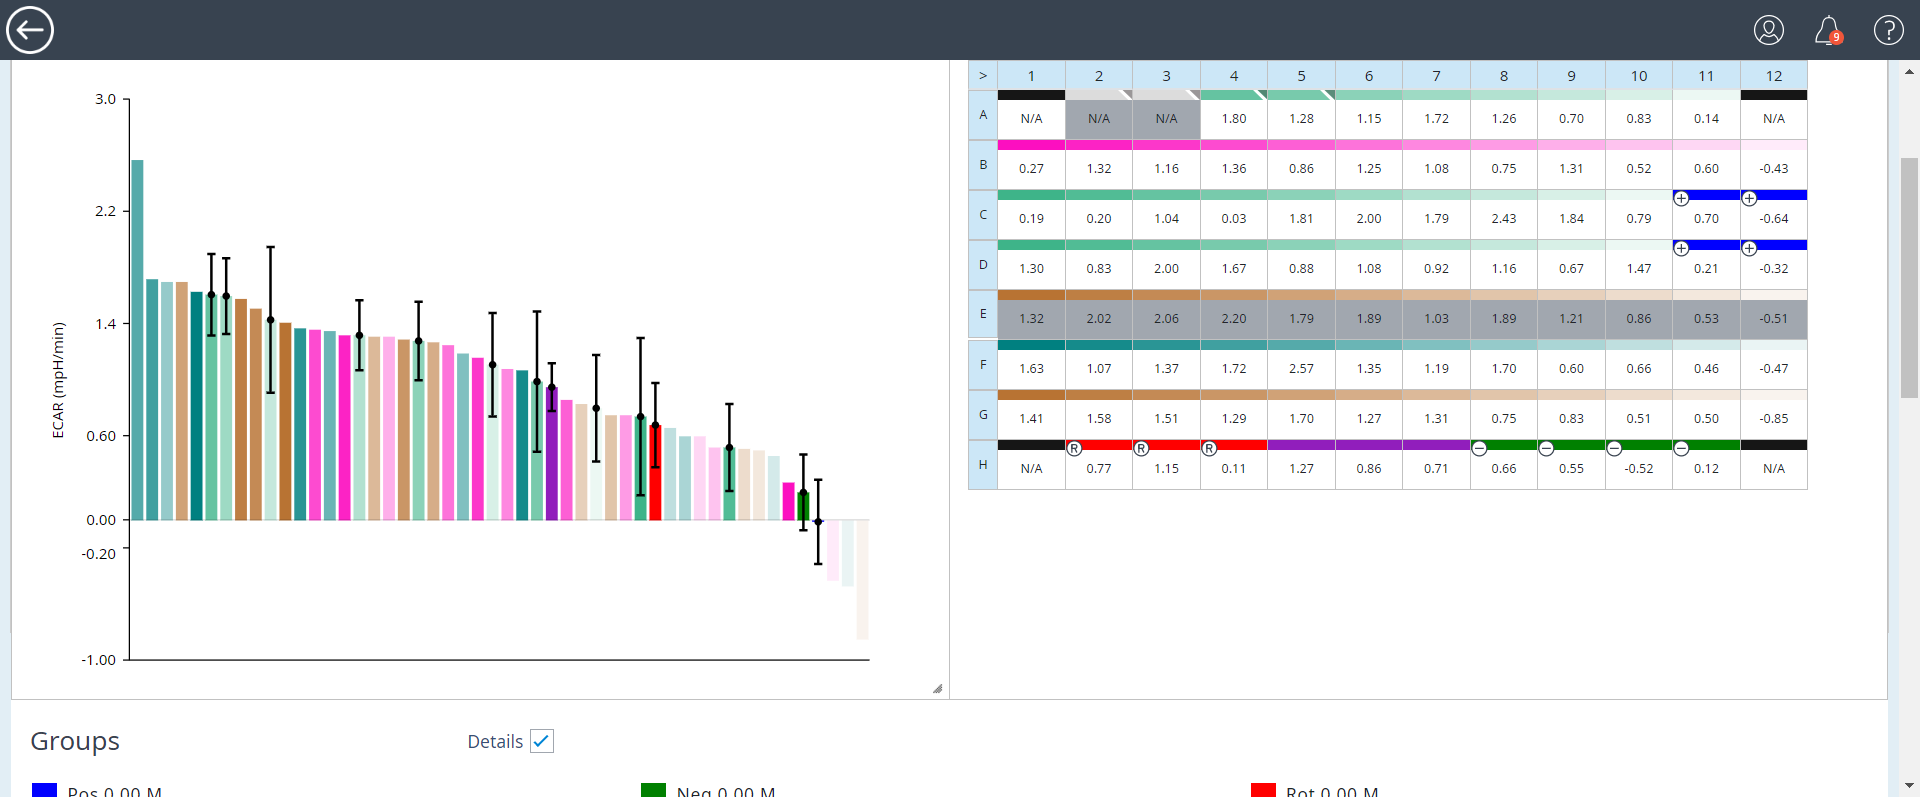 9
?
> 1 2 3 4 5 6 7 8 9 10 11 12
A N/A N/A N/A 1.80 1.28 1.15 1.72 1.26 0.70 0.83 0.14 N/A
B 0.27 1.32 1.16 1.36 0.86 1.25 1.08 0.75 1.31 0.52 0.60 -0.43
+ +
C 0.19 0.20 1.04 0.03 1.81 2.00 1.79 2.43 1.84 0.79 0.70 -0.64
+ +
D 1.30 0.83 2.00 1.67 0.88 1.08 0.92 1.16 0.67 1.47 0.21 -0.32
E 1.32 2.02 2.06 2.20 1.79 1.89 1.03 1.89 1.21 0.86 0.53 -0.51
F 1.63 1.07 1.37 1.72 2.57 1.35 1.19 1.70 0.60 0.66 0.46 -0.47
G 1.41 1.58 1.51 1.29 1.70 1.27 1.31 0.75 0.83 0.51 0.50 -0.85
R R R − − − −
H N/A 0.77 1.15 0.11 1.27 0.86 0.71 0.66 0.55 -0.52 0.12 N/A
3.0
2.2
1.4
0.60
0.00
-0.20
-1.00
ECAR (mpH/min)
Groups
Details
Pos 0.00 M
Neg 0.00 M
Rot 0.00 M